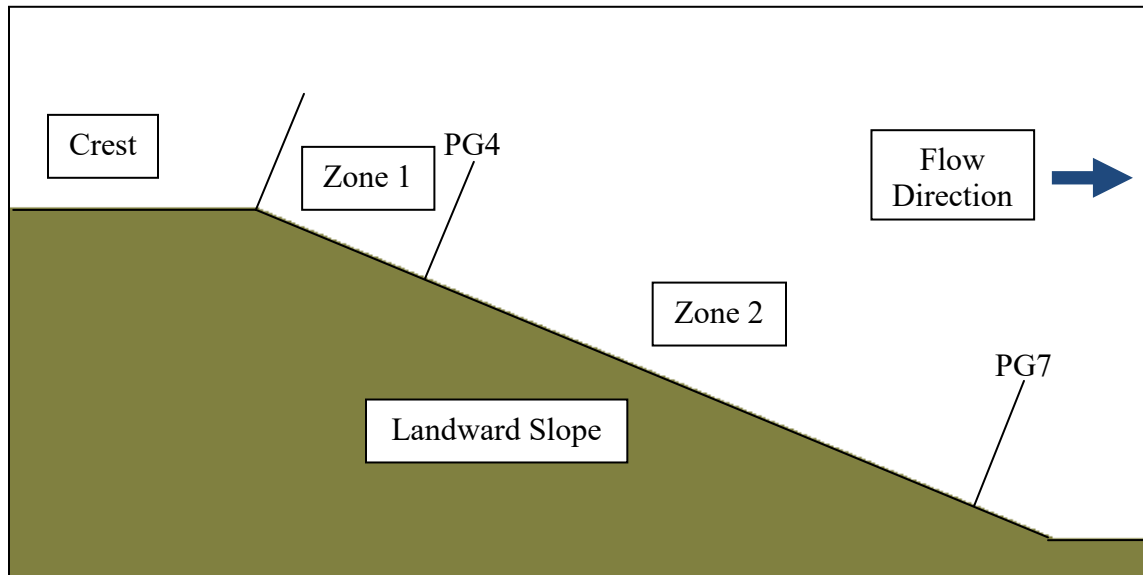 Crest
Zone 1
PG4
Flow
Direction
Zone 2
PG7
Landward Slope